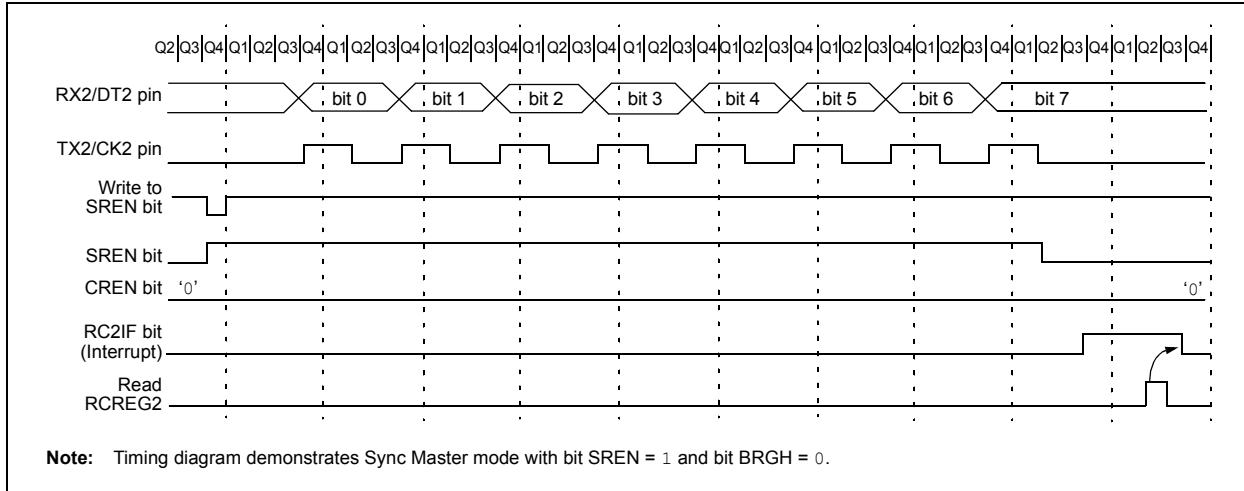 Q2 Q3 Q4 Q1 Q2 Q3 Q4 Q1 Q2 Q3 Q4 Q1 Q2 Q3 Q4 Q1 Q2 Q3 Q4 Q1 Q2 Q3 Q4 Q1 Q2 Q3 Q4 Q1 Q2 Q3 Q4 Q1 Q2 Q3 Q4 Q1 Q2 Q3 Q4 Q1 Q2 Q3 Q4
RX2/DT2 pin bit 0 bit 1 bit 2 bit 3 bit 4 bit 5 bit 6 bit 7
TX2/CK2 pin
Write to
SREN bit
SREN bit
CREN bit ‘0’ ‘0’
RC2IF bit
(Interrupt)
Read
RCREG2
Note: Timing diagram demonstrates Sync Master mode with bit SREN = 1 and bit BRGH = 0.